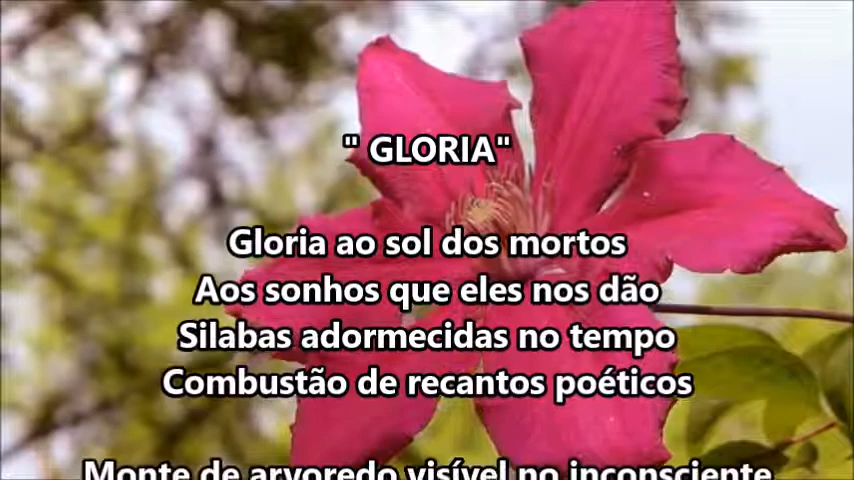 " GLORIA"
Gloria ao sol dos mortos
Aos sonhos que eles nos dão
Silabas adormecidas no tempo
Combustão de recantos poéticos
Monte de arvoredo visível no inconsciente